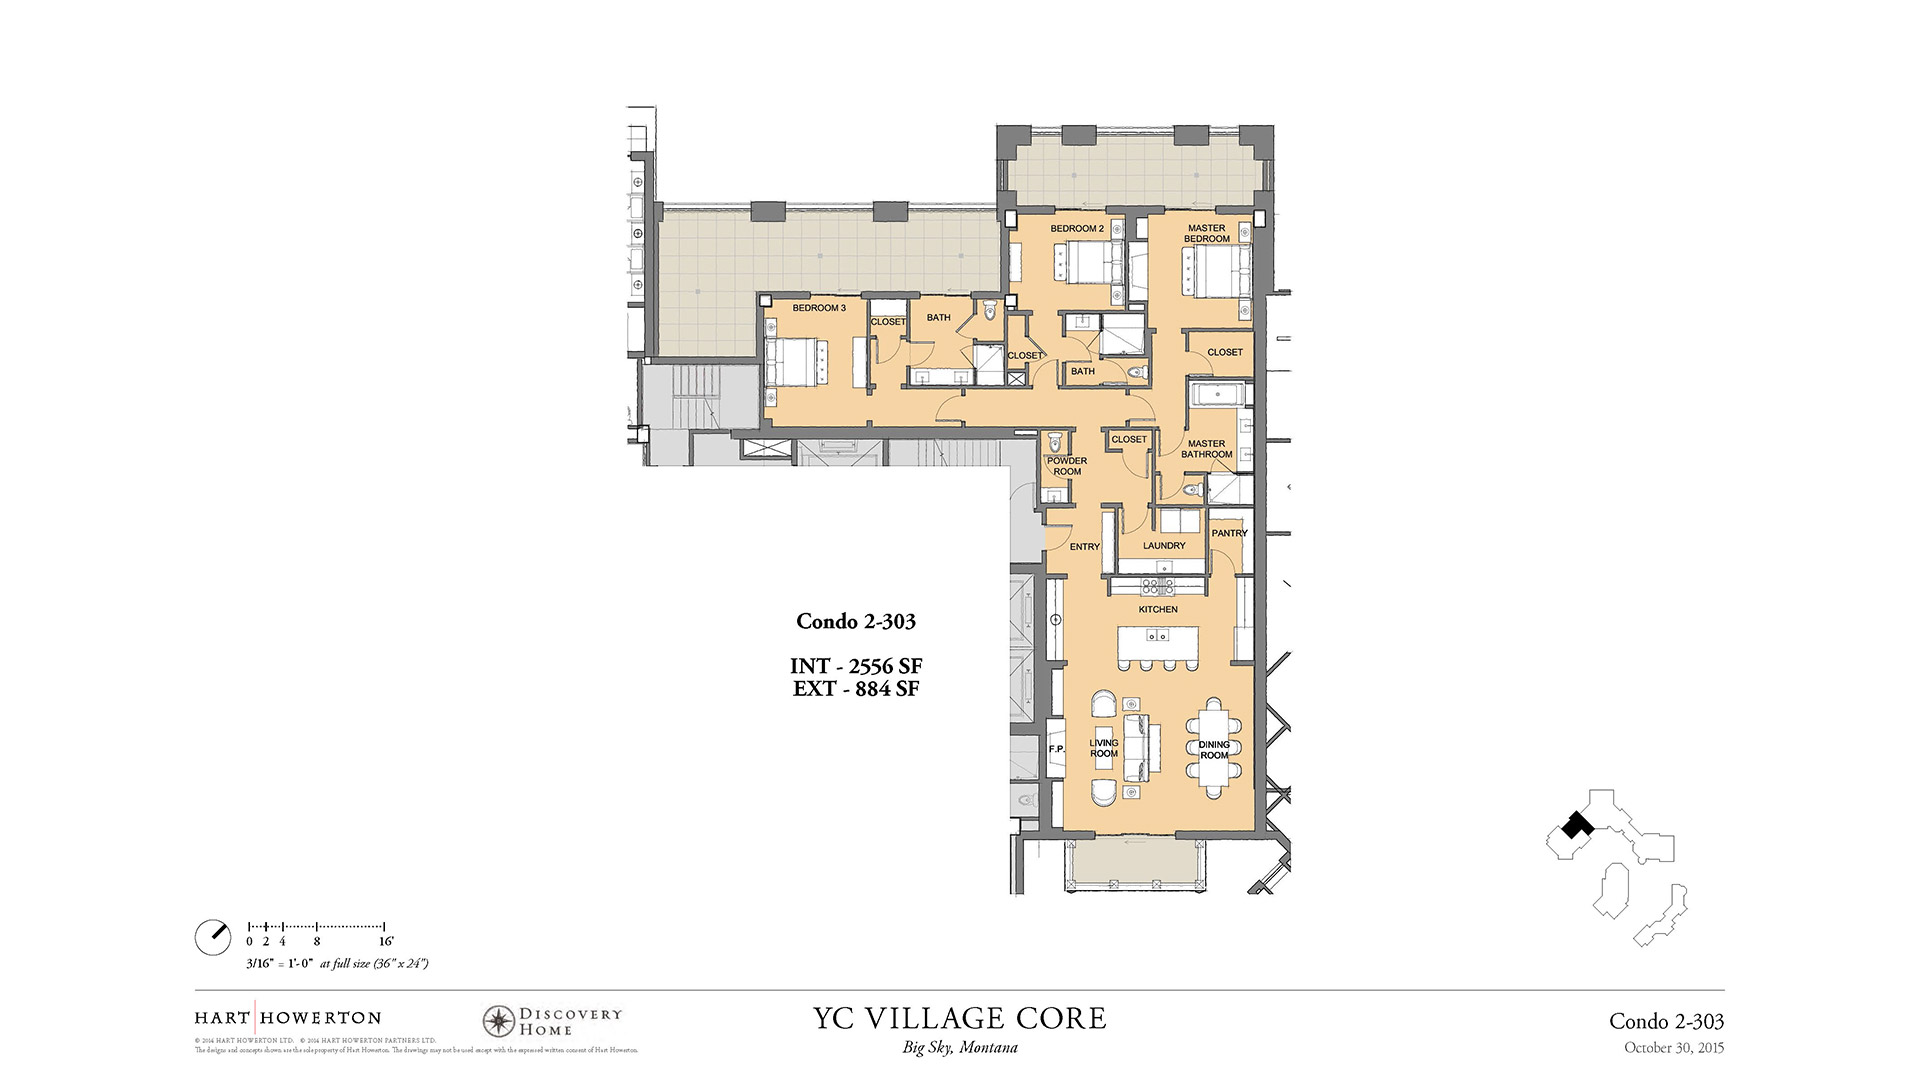 BEDROOM 2
MASTER
BEDROOM
BEDROOM 3
CLOSET
BATH
CLOSET
CLOSET
BATH
CLOSET
MASTER
BATHROOM
POWDER
ROOM
ENTRY
LAUNDRY
PANTRY
KITCHEN
Condo 2-303
INT - 2556 SF
EXT - 884 SF
F.P.
LIVING
ROOM
DINING
ROOM
0 2 4 8 16'
3/16" = 1'-0" at full size (36" x 24")
HART HOWERTON
© 2014 HART HOWERTON LTD. © 2014 HART HOWERTON PARTNERS LTD.
The designs and concepts shown are the sole property of Hart Howerton. The drawings may not be used except with the expressed written consent of Hart Howerton.
DISCOVERY
HOME
YC VILLAGE CORE
Big Sky, Montana
Condo 2-303
October 30, 2015